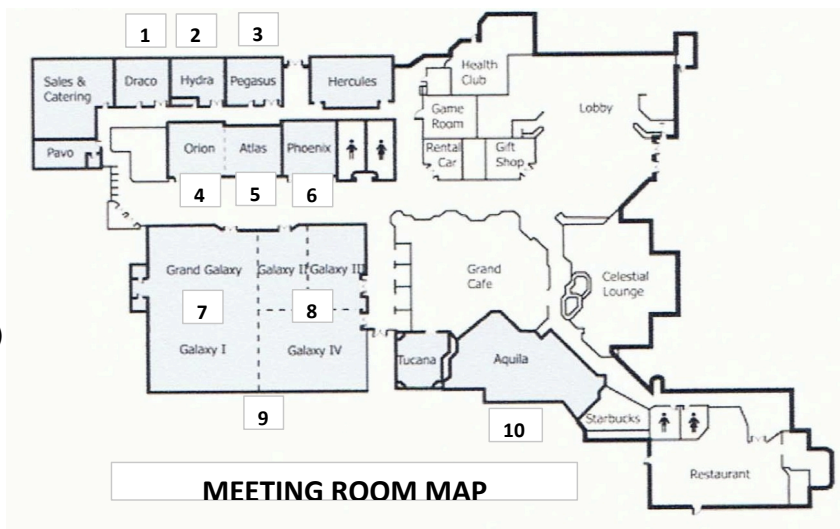 1
2
3
Sales &
Catering
Draco
Hydra
Pegasus
Hercules
Health
Club
Game
Room
Lobby
Rental
Car
Gift
Shop
Pavo
Orion
Atlas
Phoenix
4
5
6
Grand Galaxy
Galaxy II
Galaxy III
7
8
Galaxy I
Galaxy IV
Grand
Cafe
Celestial
Lounge
)
Tucana
Aquila
9
10
Starbucks
Restaurant
MEETING ROOM MAP